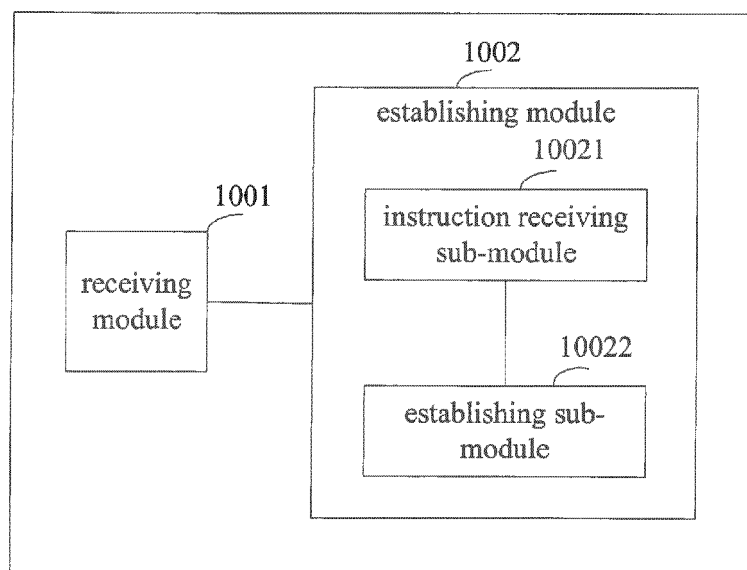 1002
establishing module
10021
instruction receiving
sub-module
1001
receiving
module
10022
establishing sub-
module